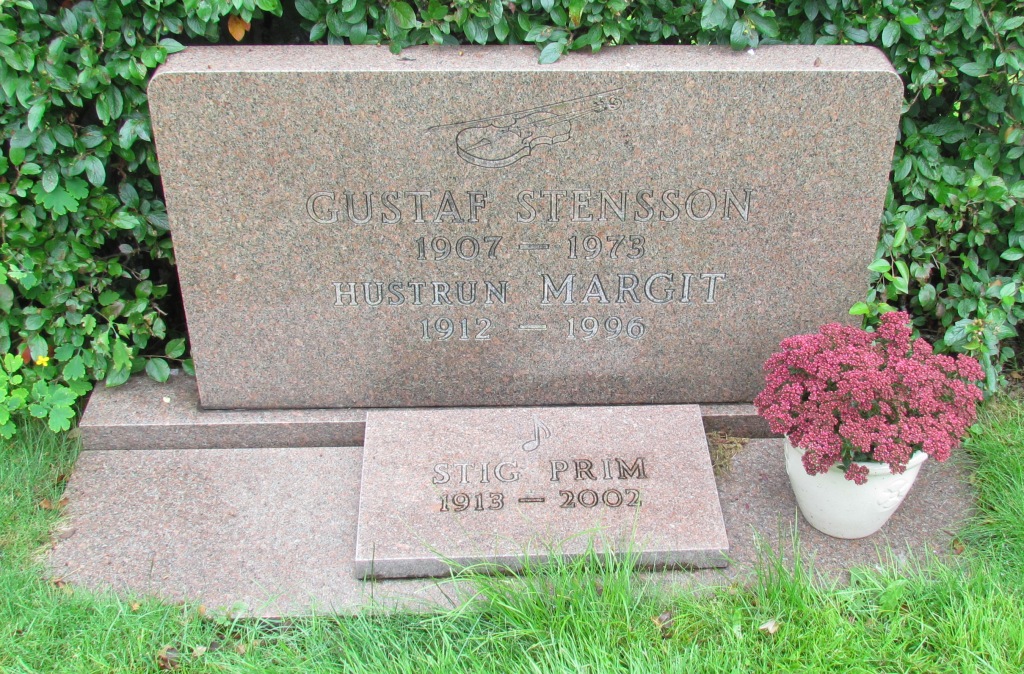 GUSTAF STENSSON
1907 — 1973
HUSTRUN MARGIT
1912 — 1996
STIG PRIM
1913 — 2002